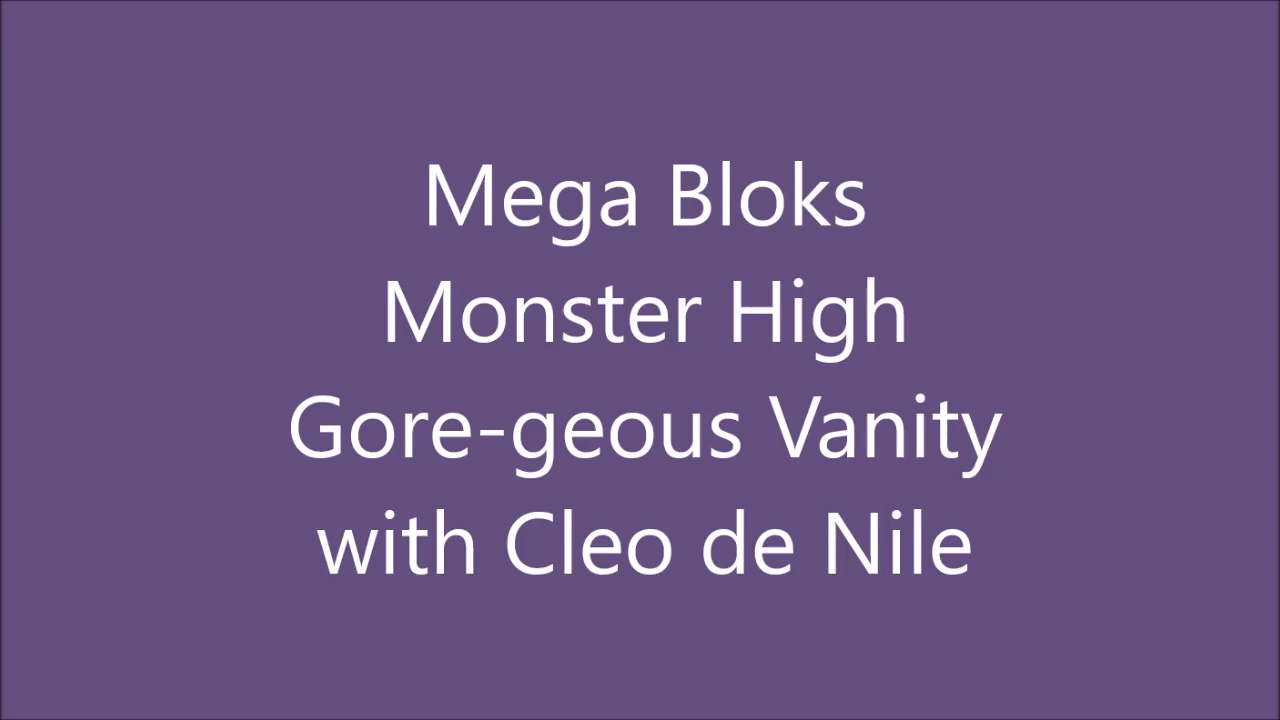 Mega Bloks
Monster High
Gore-geous Vanity
with Cleo de Nile